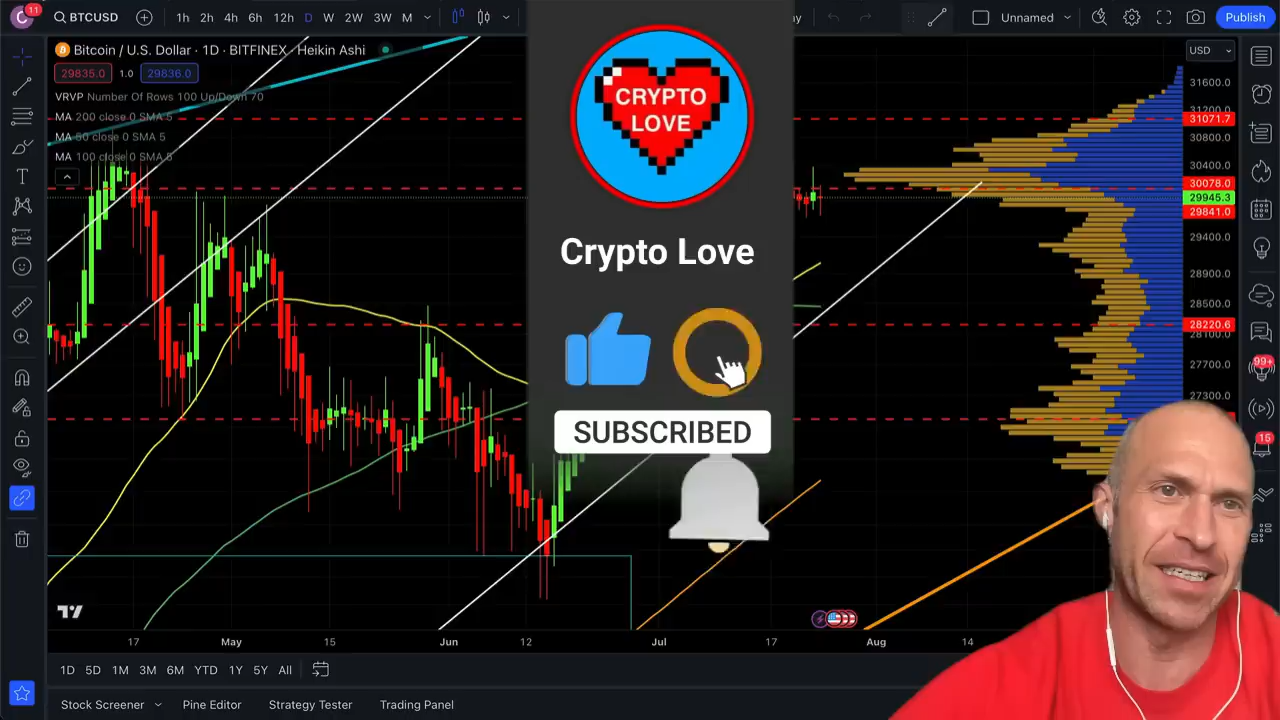 11
BTCUSD
1h 2h 4h 6h 12h D W 2W 3W M
Unnamed
Publish
Bitcoin / U.S. Dollar · 1D · BITFINEX · Heikin Ashi
29835.0 1.0 29836.0
VRVP Number Of Rows 100 Up/Down 70
MA 200 close 0 SMA 5
MA 50 close 0 SMA 5
MA 100 close 0 SMA 5
CRYPTO
LOVE
Crypto Love
SUBSCRIBED
USD
31600.0
31200.0
31071.7
30800.0
30400.0
30078.0
29945.3
29841.0
29400.0
28900.0
28500.0
28220.6
28100.0
27700.0
27300.0
99+
15
17 May 15 Jun 12 Jul 17 Aug 14
1D 5D 1M 3M 6M YTD 1Y 5Y All
Stock Screener Pine Editor Strategy Tester Trading Panel